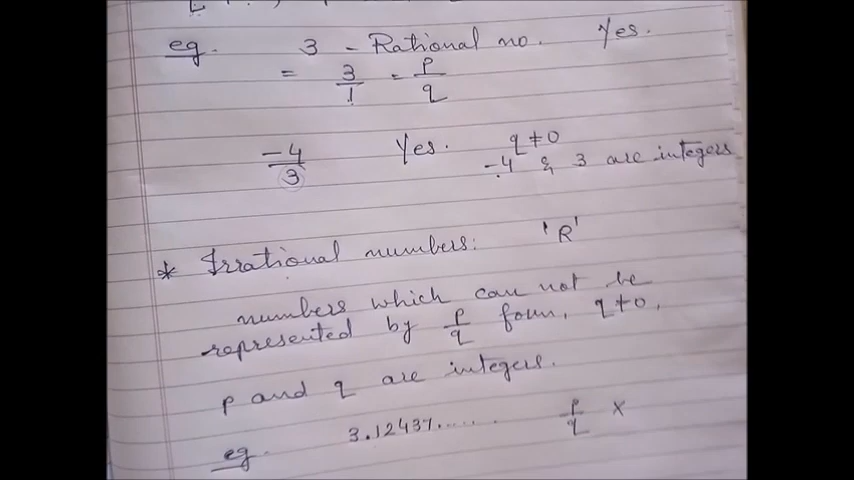 eg. 3 - Rational no. Yes.
= 3/1 = p/q
-4/3 Yes. q≠0
-4 & 3 are integers
* Irrational numbers: 'R'
numbers which can not be
represented by p/q foum, q≠0,
p and q are integers.
eg. 3.12437...... p/q x